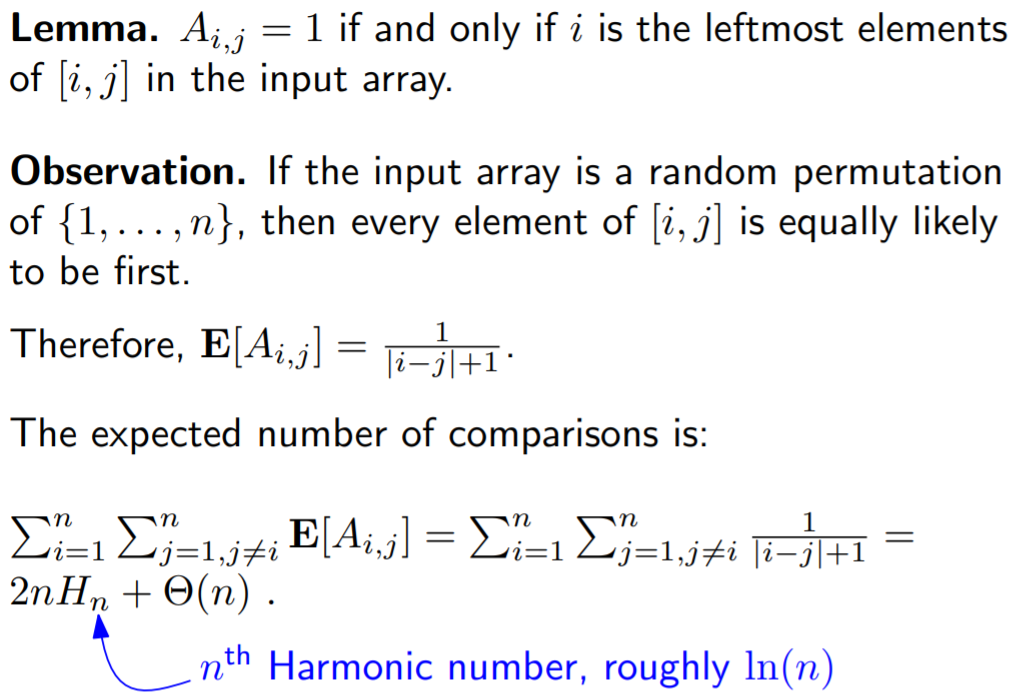 Lemma. $A_{i,j} = 1$ if and only if $i$ is the leftmost elements
of $[i, j]$ in the input array.
Observation. If the input array is a random permutation
of $\{1, \ldots, n\}$, then every element of $[i, j]$ is equally likely
to be first.
Therefore, $\mathbf{E}[A_{i,j}] = \frac{1}{|i-j|+1}$.
The expected number of comparisons is:
$\sum_{i=1}^{n} \sum_{j=1, j \neq i}^{n} \mathbf{E}[A_{i,j}] = \sum_{i=1}^{n} \sum_{j=1, j \neq i}^{n} \frac{1}{|i-j|+1} =$
$2nH_n + \Theta(n)$ .
$n^{\text{th}}$ Harmonic number, roughly $\ln(n)$